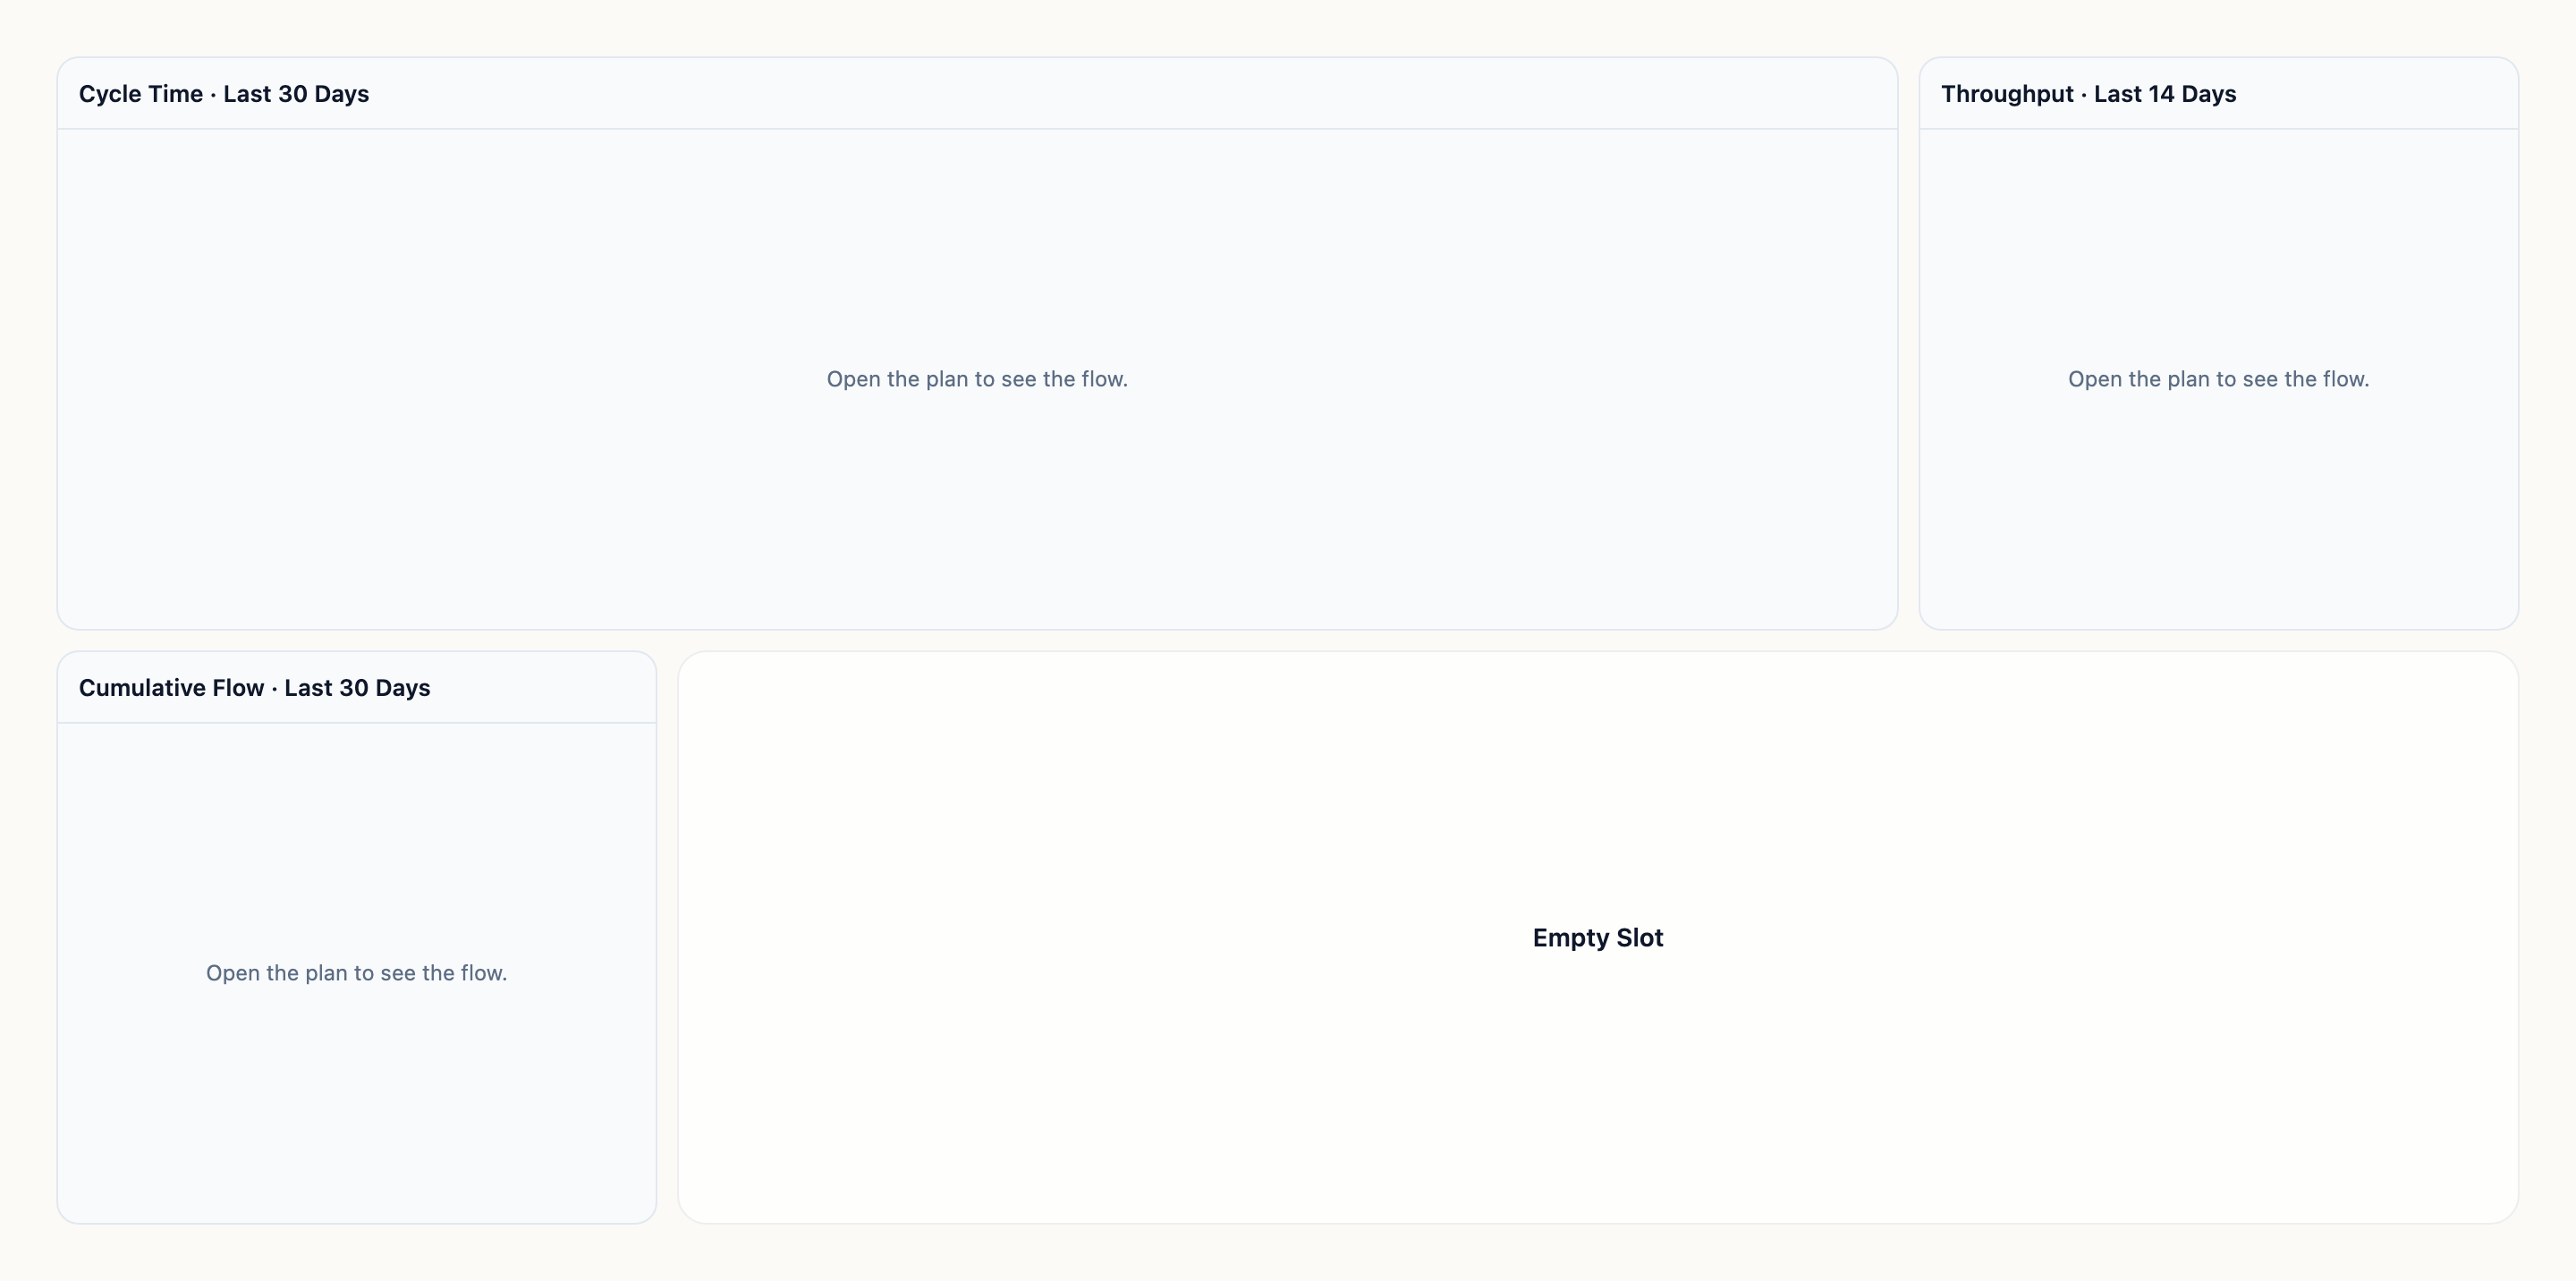 Cycle Time · Last 30 Days
Throughput · Last 14 Days
Open the plan to see the flow.
Open the plan to see the flow.
Cumulative Flow · Last 30 Days
Empty Slot
Open the plan to see the flow.